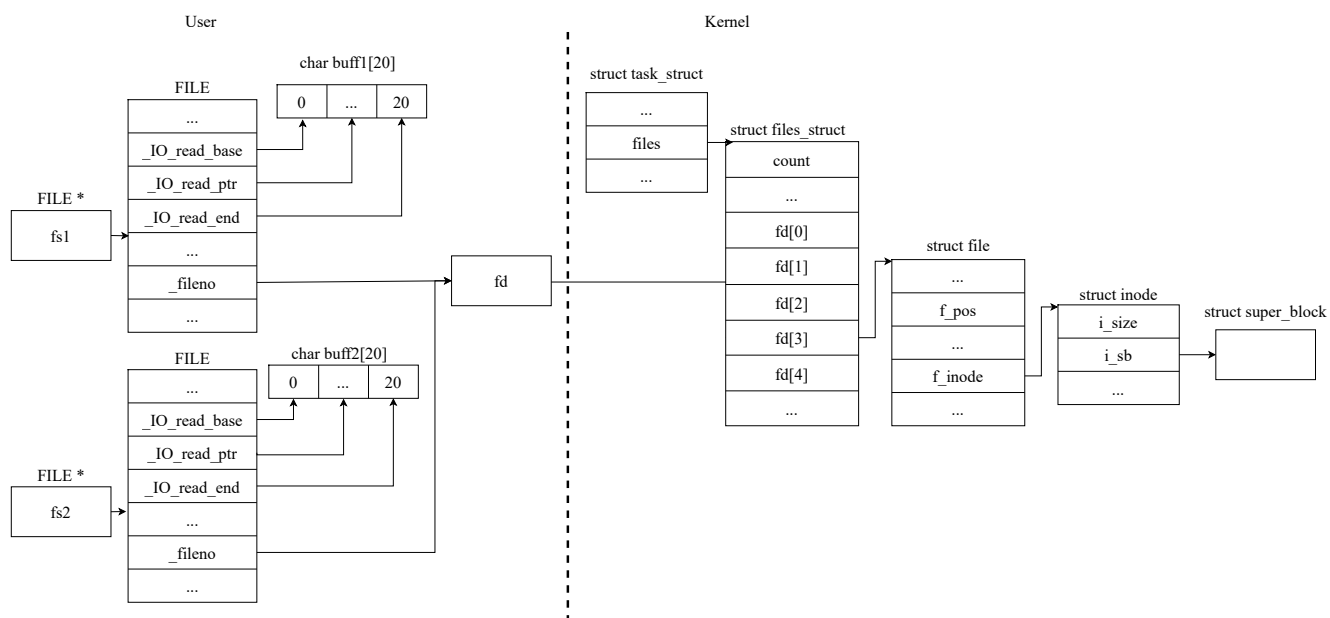 User
Kernel
char buff1[20]
0 ... 20
FILE
...
_IO_read_base
_IO_read_ptr
_IO_read_end
...
_fileno
...
FILE *
fs1
fd
char buff2[20]
0 ... 20
FILE
...
_IO_read_base
_IO_read_ptr
_IO_read_end
...
_fileno
...
FILE *
fs2
struct task_struct
...
files
...
struct files_struct
count
...
fd[0]
fd[1]
fd[2]
fd[3]
fd[4]
...
struct file
...
f_pos
...
f_inode
...
struct inode
i_size
i_sb
...
struct super_block